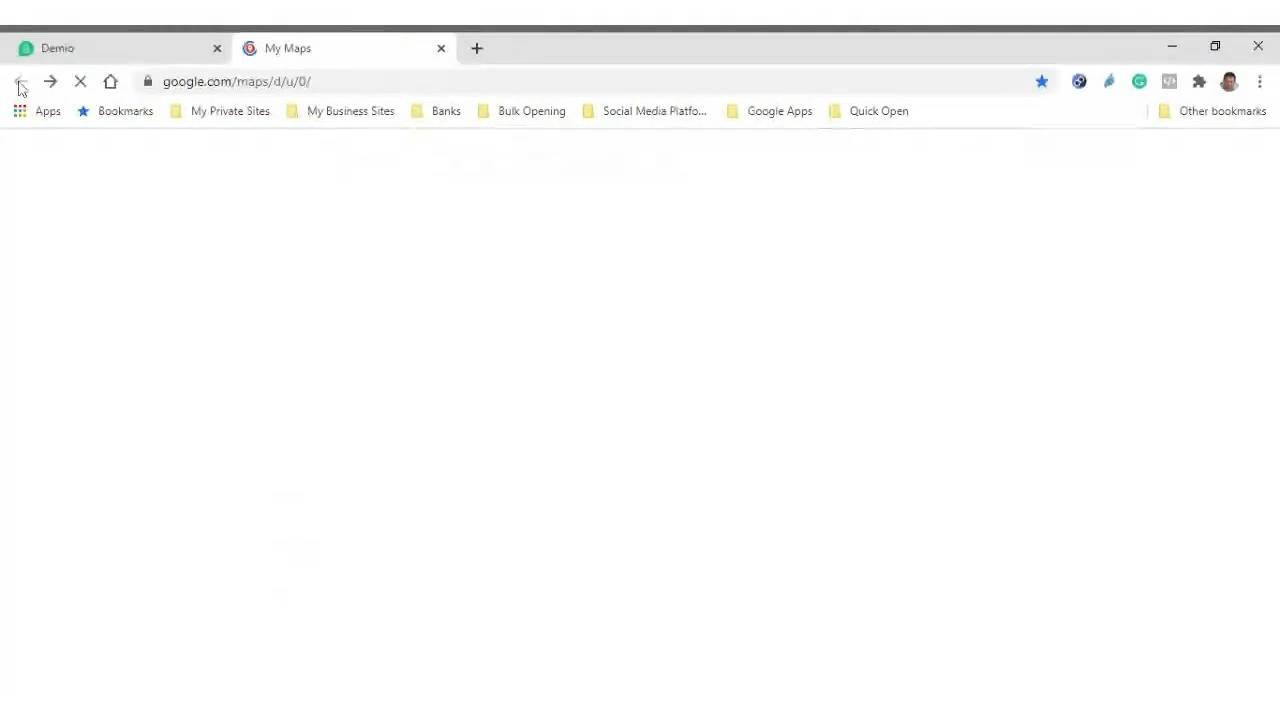 Demio
My Maps
google.com/maps/d/u/0/
Apps Bookmarks My Private Sites My Business Sites Banks Bulk Opening Social Media Platfo... Google Apps Quick Open Other bookmarks